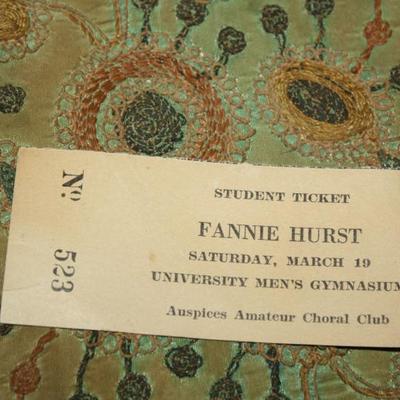 STUDENT TICKET
FANNIE HURST
SATURDAY, MARCH 19
UNIVERSITY MEN'S GYMNASIUM
Auspices Amateur Choral Club
No 523